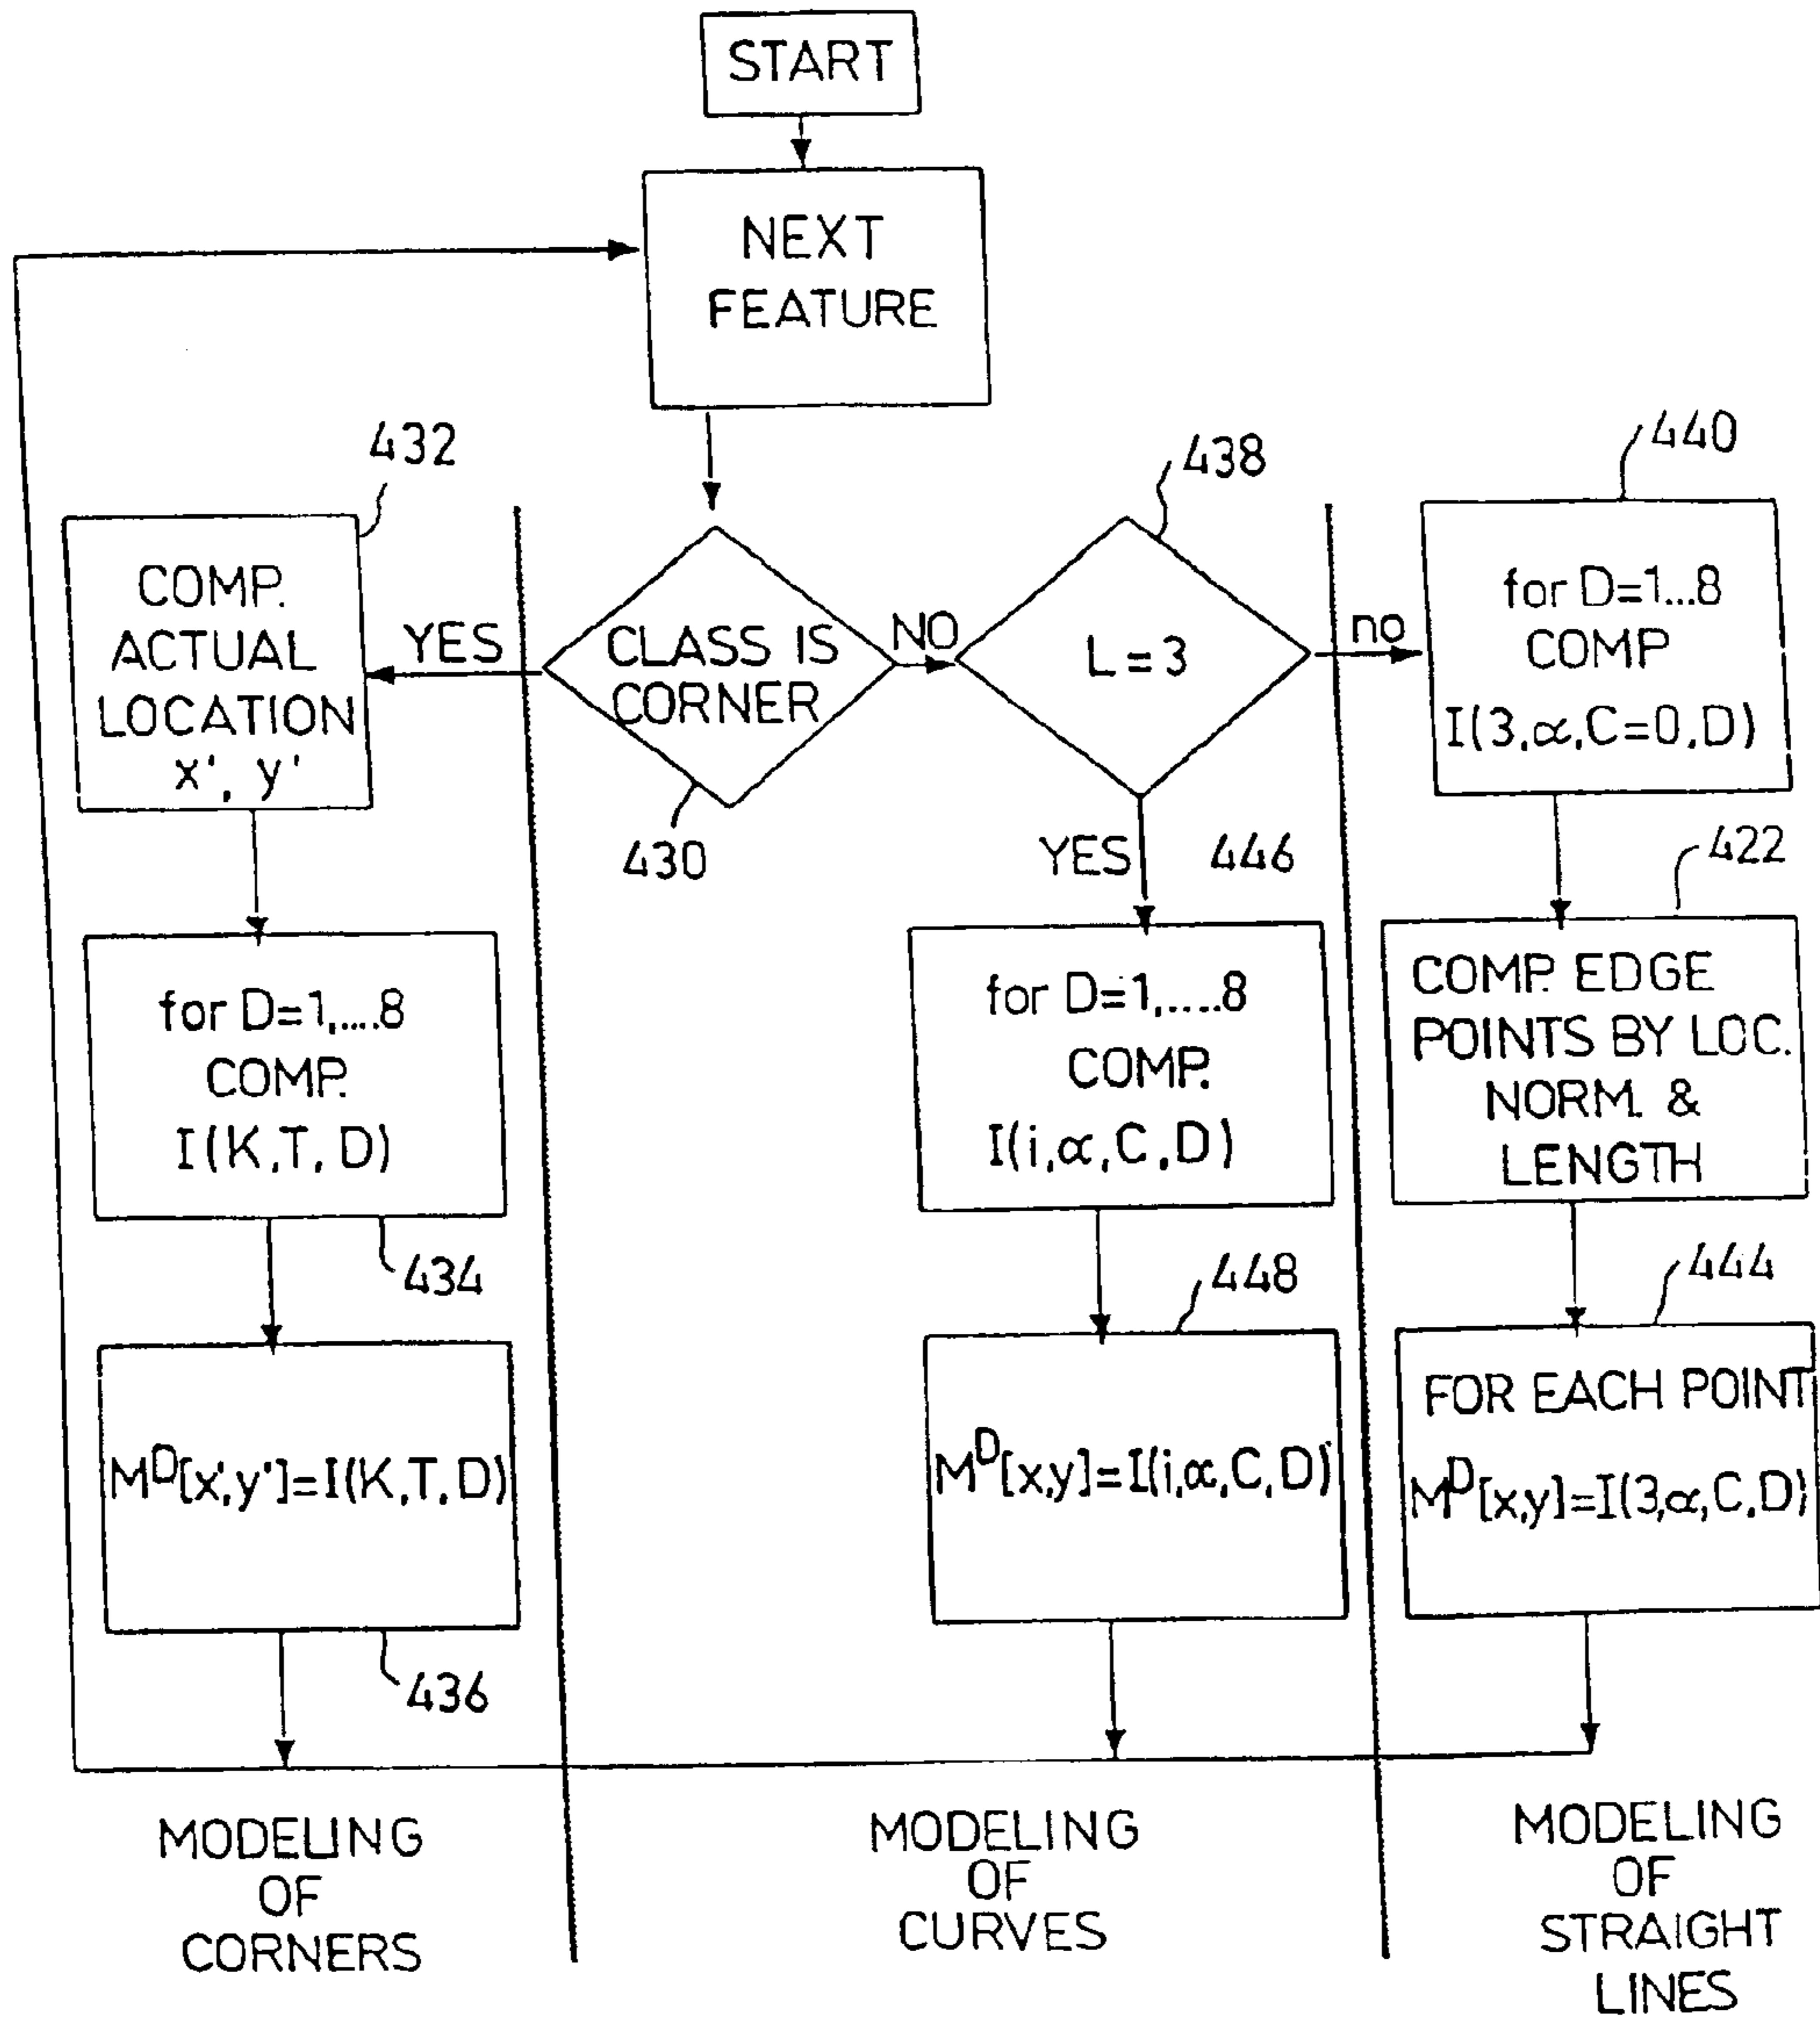 START
NEXT
FEATURE
432
438
440
COMP.
ACTUAL
LOCATION
x', y'
YES
CLASS IS
CORNER
NO
L = 3
no
for D=1...8
COMP
I(3,α,C=0,D)
430
YES
446
422
for D=1,....8
COMP.
I(K,T,D)
for D=1,.....8
COMP.
I(i,α,C,D)
COMP. EDGE
POINTS BY LOC.
NORM. &
LENGTH
434
448
444
Mᴰ[x',y']=I(K,T,D)
Mᴰ[x,y]=I(i,α,C,D)
FOR EACH POINT
Mᴰ[x,y]=I(3,α,C,D)
436
MODELING
OF
CORNERS
MODELING
OF
CURVES
MODELING
OF
STRAIGHT
LINES